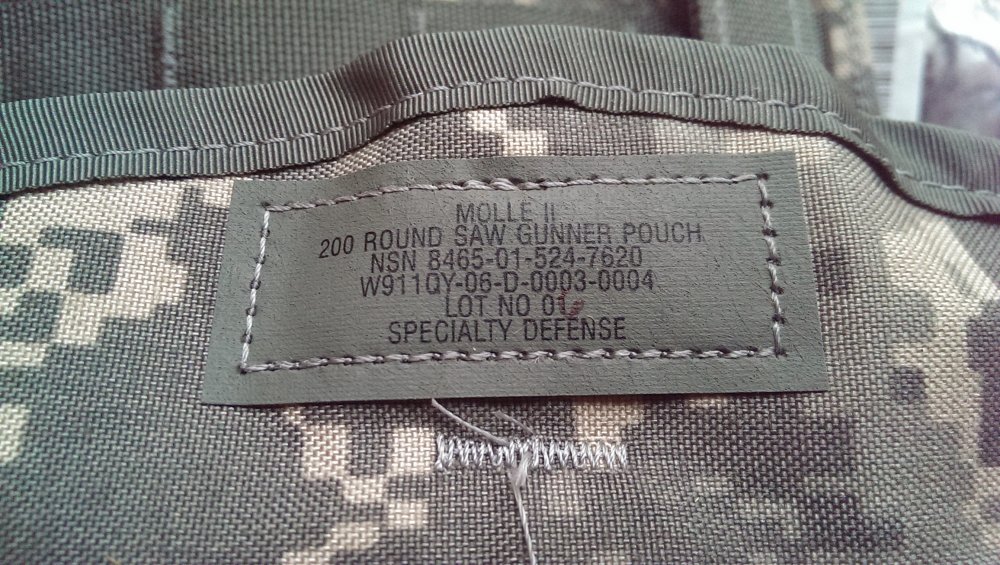 MOLLE II
200 ROUND SAW GUNNER POUCH
NSN 8465-01-524-7620
W911QY-06-D-0003-0004
LOT NO 01
SPECIALTY DEFENSE